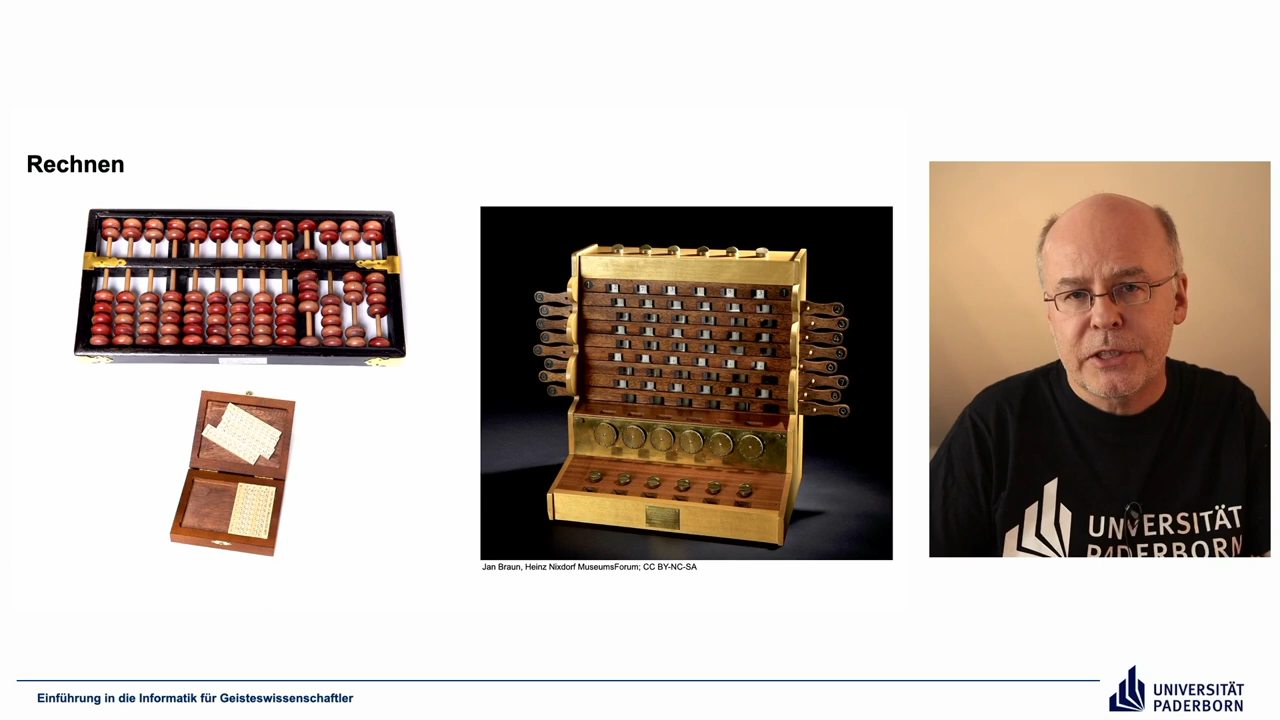 Rechnen
Jan Braun, Heinz Nixdorf MuseumsForum; CC BY-NC-SA
UNIVERSITÄT
PADERBORN
Einführung in die Informatik für Geisteswissenschaftler
UNIVERSITÄT
PADERBORN